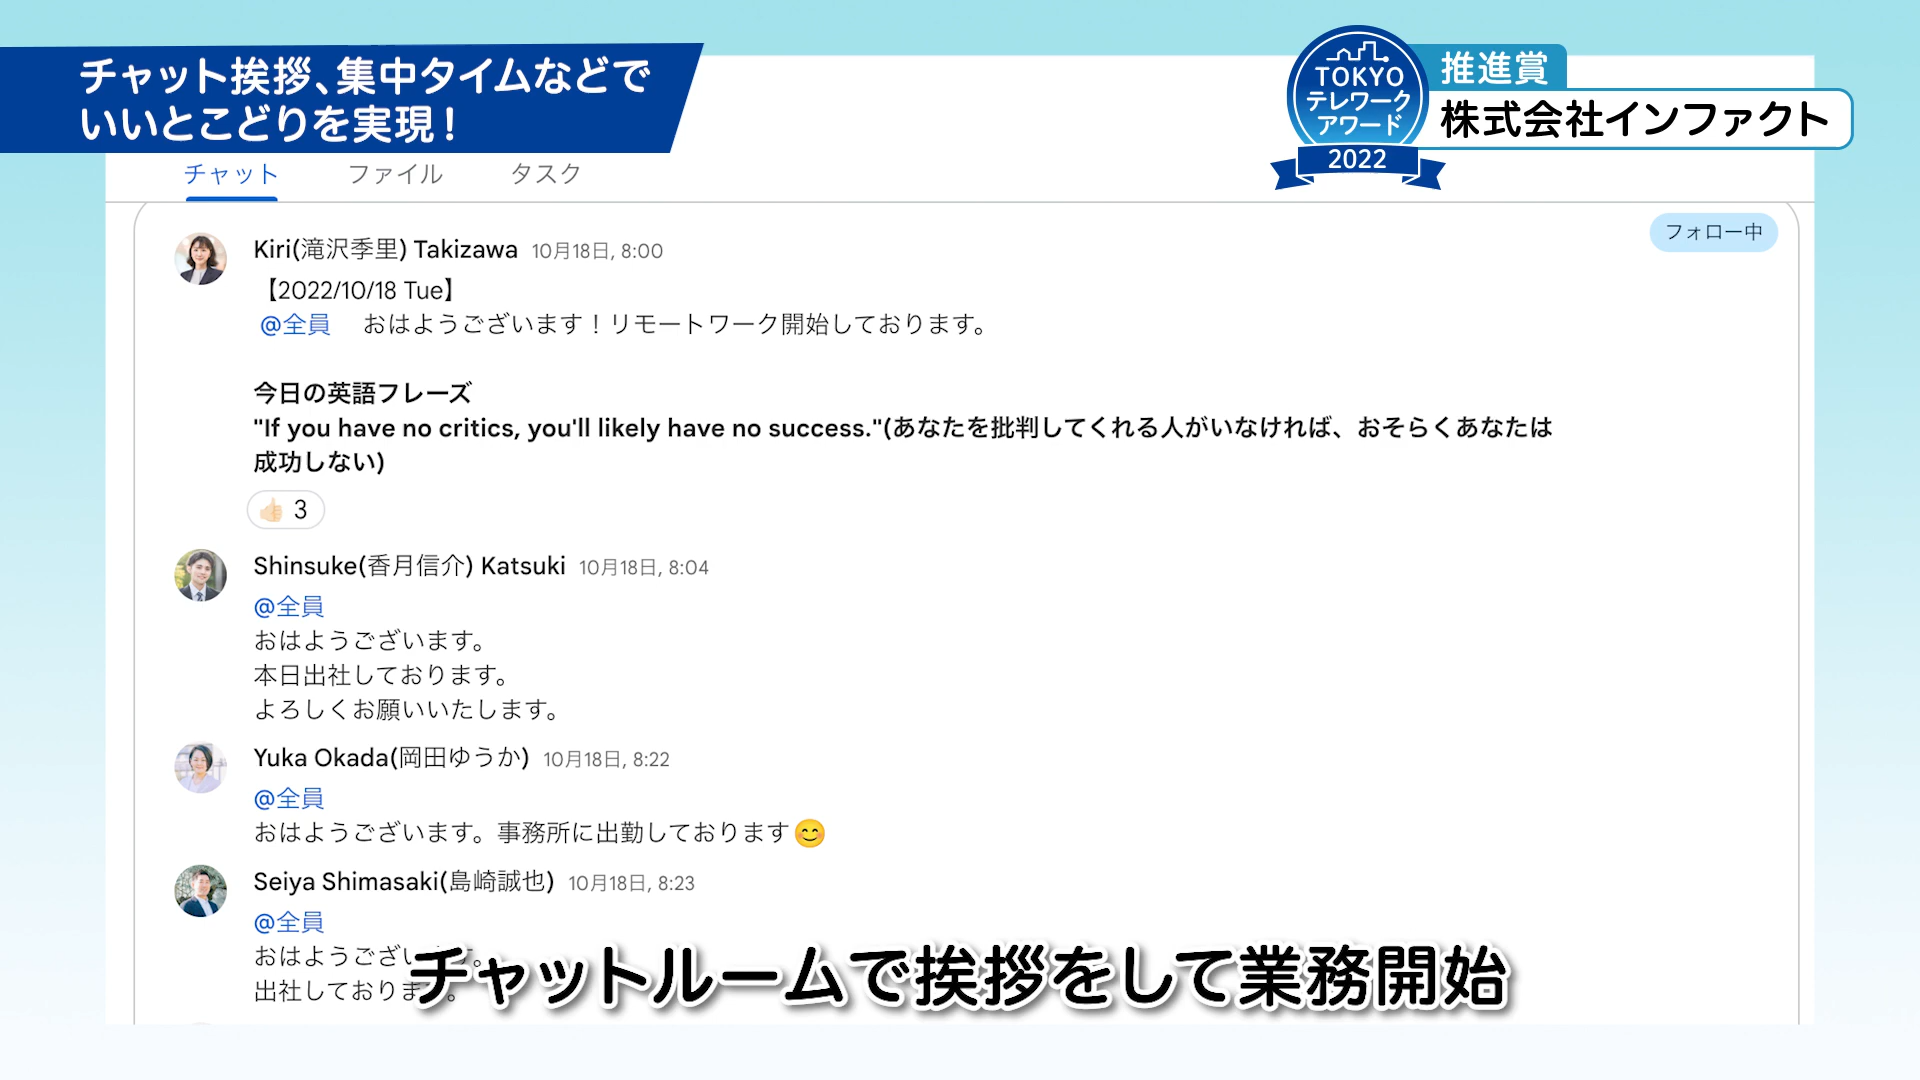 チャット挨拶、集中タイムなどで
いいとこどりを実現！
TOKYO
テレワーク
アワード
2022
推進賞
株式会社インファクト
チャット ファイル タスク
フォロー中
Kiri(滝沢季里) Takizawa 10月18日, 8:00
【2022/10/18 Tue】
@全員 おはようございます！リモートワーク開始しております。
今日の英語フレーズ
"If you have no critics, you'll likely have no success."(あなたを批判してくれる人がいなければ、おそらくあなたは
成功しない)
👍🏻 3
Shinsuke(香月信介) Katsuki 10月18日, 8:04
@全員
おはようございます。
本日出社しております。
よろしくお願いいたします。
Yuka Okada(岡田ゆうか) 10月18日, 8:22
@全員
おはようございます。事務所に出勤しております😊
Seiya Shimasaki(島崎誠也) 10月18日, 8:23
@全員
おはようござい
出社しておりま
チャットルームで挨拶をして業務開始